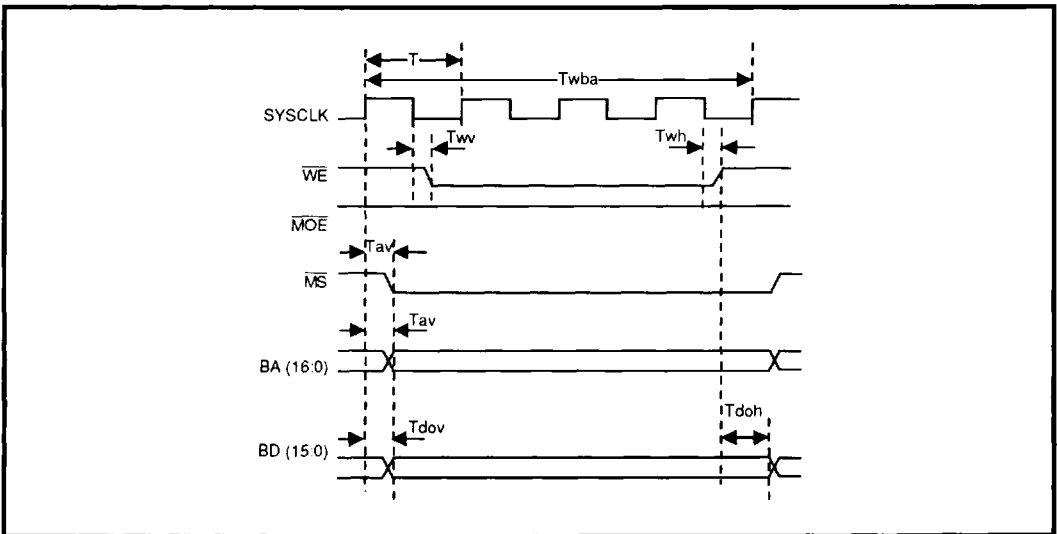 T
Twba
SYSCLK
Twv
Twh
WE
MOE
Tav
MS
Tav
BA (16:0)
Tdoh
Tdov
BD (15:0)